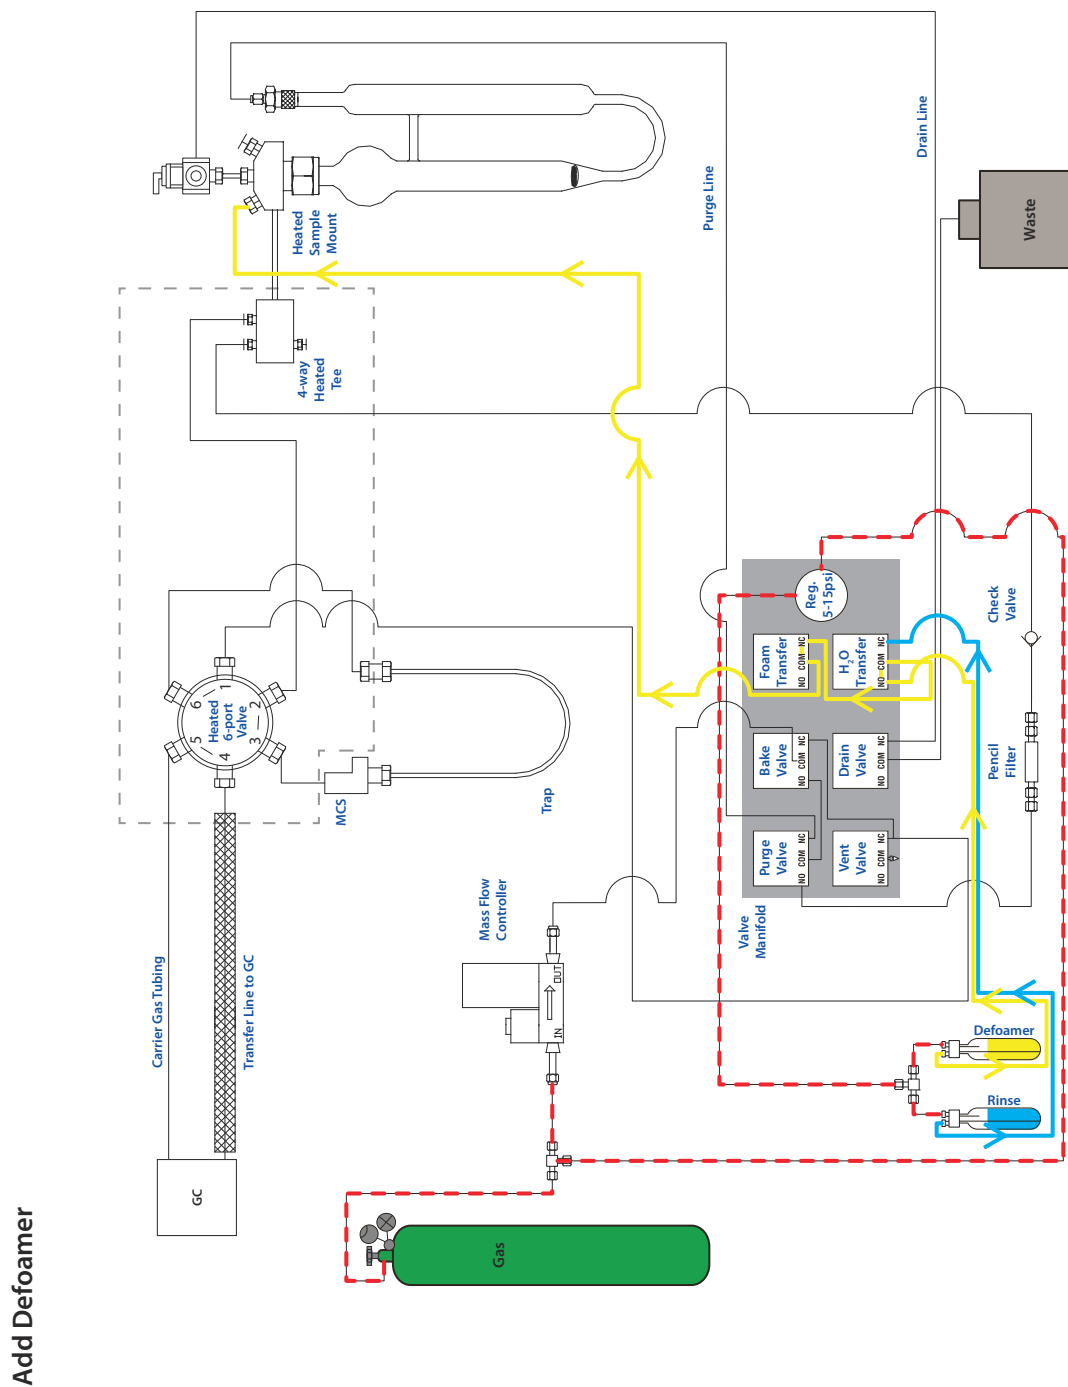 Add Defoamer
GC
Carrier Gas Tubing
Transfer Line to GC
Heated
6-port
Valve
1
2
3
4
5
6
MCS
Trap
4-way
Heated
Tee
Heated
Sample
Mount
Purge Line
Drain Line
Waste
Gas
Mass Flow
Controller
IN
OUT
Valve
Manifold
Purge
Valve
NO COM NC
Bake
Valve
NO COM NC
Foam
Transfer
NO COM NC
Reg.
5-15psi
Vent
Valve
NO COM NC
Drain
Valve
NO COM NC
H₂O
Transfer
NO COM NC
Pencil
Filter
Check
Valve
Defoamer
Rinse